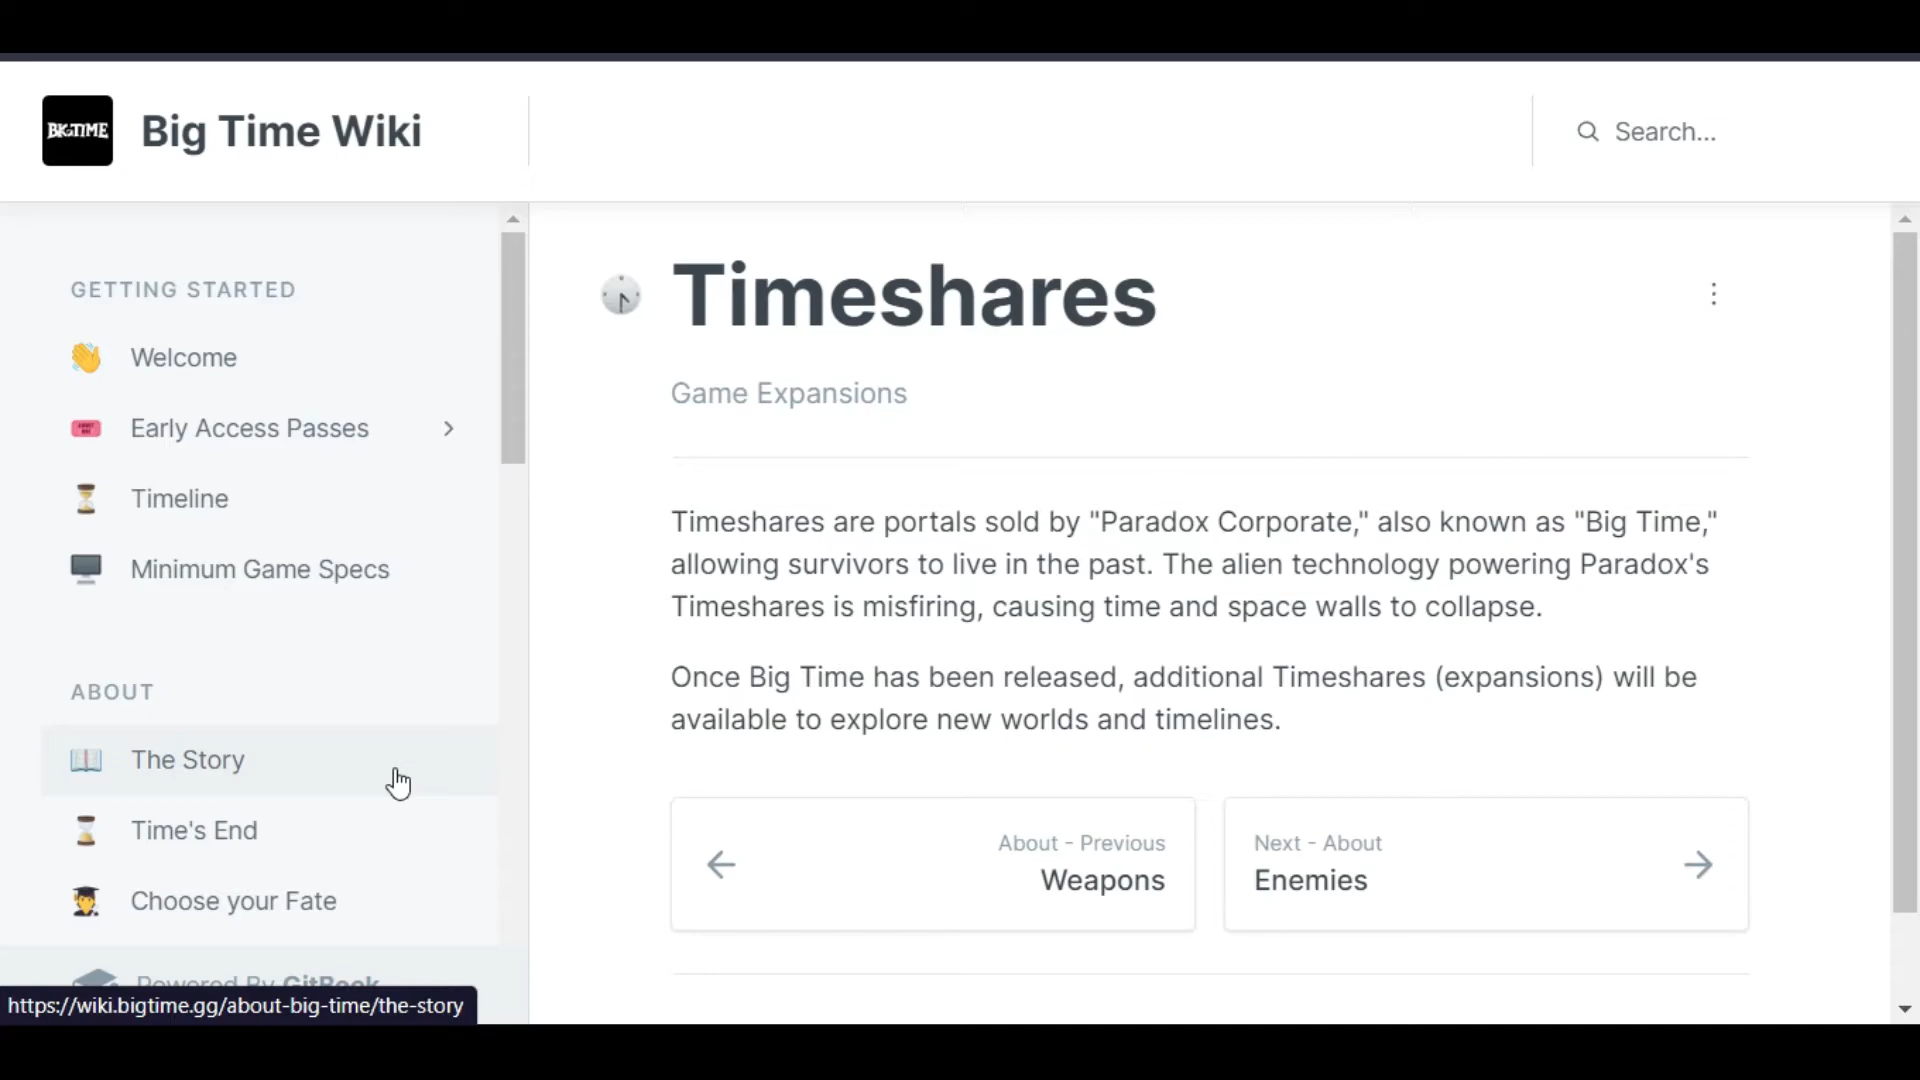 BIGTIME
Big Time Wiki
Search...
GETTING STARTED
Welcome
Early Access Passes
Timeline
Minimum Game Specs
ABOUT
The Story
Time's End
Choose your Fate
Powered By GitBook
https://wiki.bigtime.gg/about-big-time/the-story
Timeshares
Game Expansions
Timeshares are portals sold by "Paradox Corporate," also known as "Big Time,"
allowing survivors to live in the past. The alien technology powering Paradox's
Timeshares is misfiring, causing time and space walls to collapse.
Once Big Time has been released, additional Timeshares (expansions) will be
available to explore new worlds and timelines.
About - Previous
Weapons
Next - About
Enemies